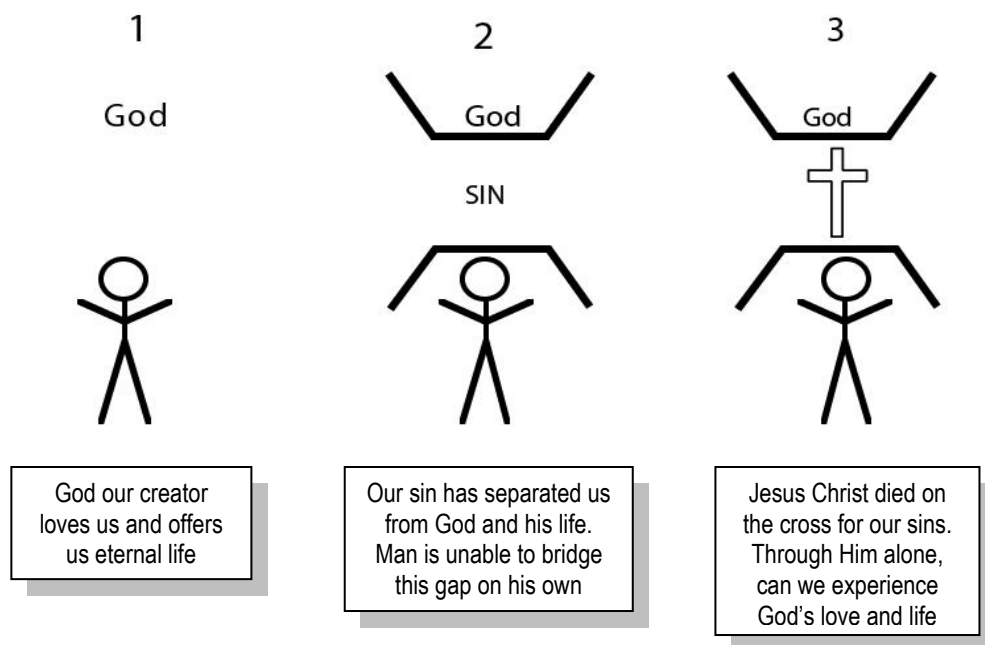 1
God
God our creator
loves us and offers
us eternal life
2
God
SIN
Our sin has separated us
from God and his life.
Man is unable to bridge
this gap on his own
3
God
Jesus Christ died on
the cross for our sins.
Through Him alone,
can we experience
God’s love and life